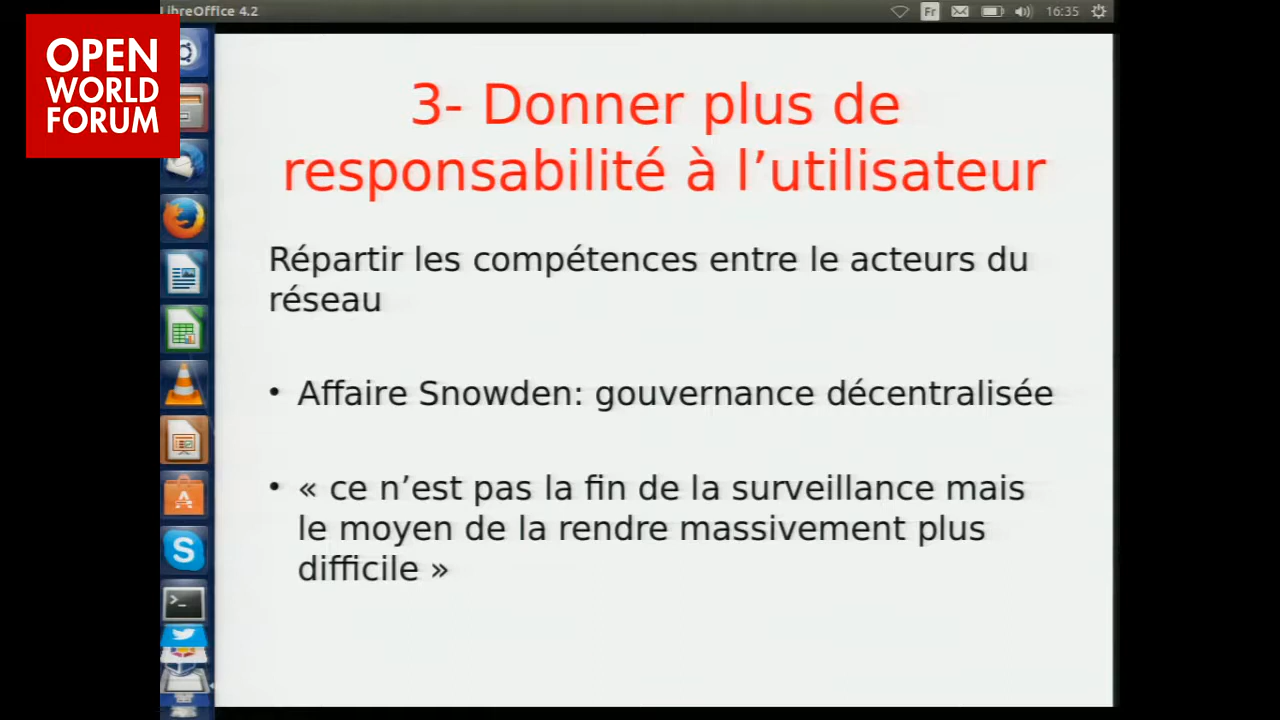 LibreOffice 4.2
Fr
16:35
OPEN
WORLD
FORUM
3- Donner plus de
responsabilité à l’utilisateur
Répartir les compétences entre le acteurs du
réseau
• Affaire Snowden: gouvernance décentralisée
• « ce n’est pas la fin de la surveillance mais
le moyen de la rendre massivement plus
difficile »